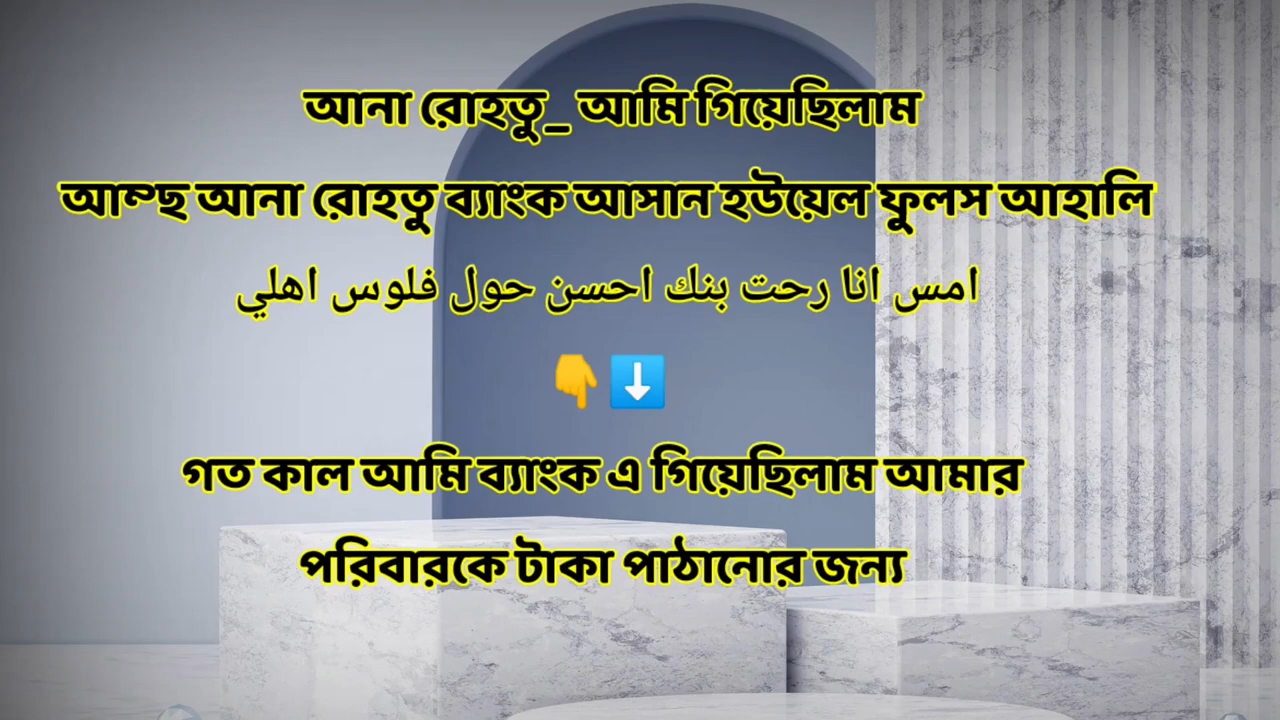 আনা রোহতু_ আমি গিয়েছিলাম
আম্ছ আনা রোহতু ব্যাংক আসান হউয়েল ফুলস আহালি
امس انا رحت بنك احسن حول فلوس اهلي
👇⬇️
গত কাল আমি ব্যাংক এ গিয়েছিলাম আমার
পরিবারকে টাকা পাঠানোর জন্য